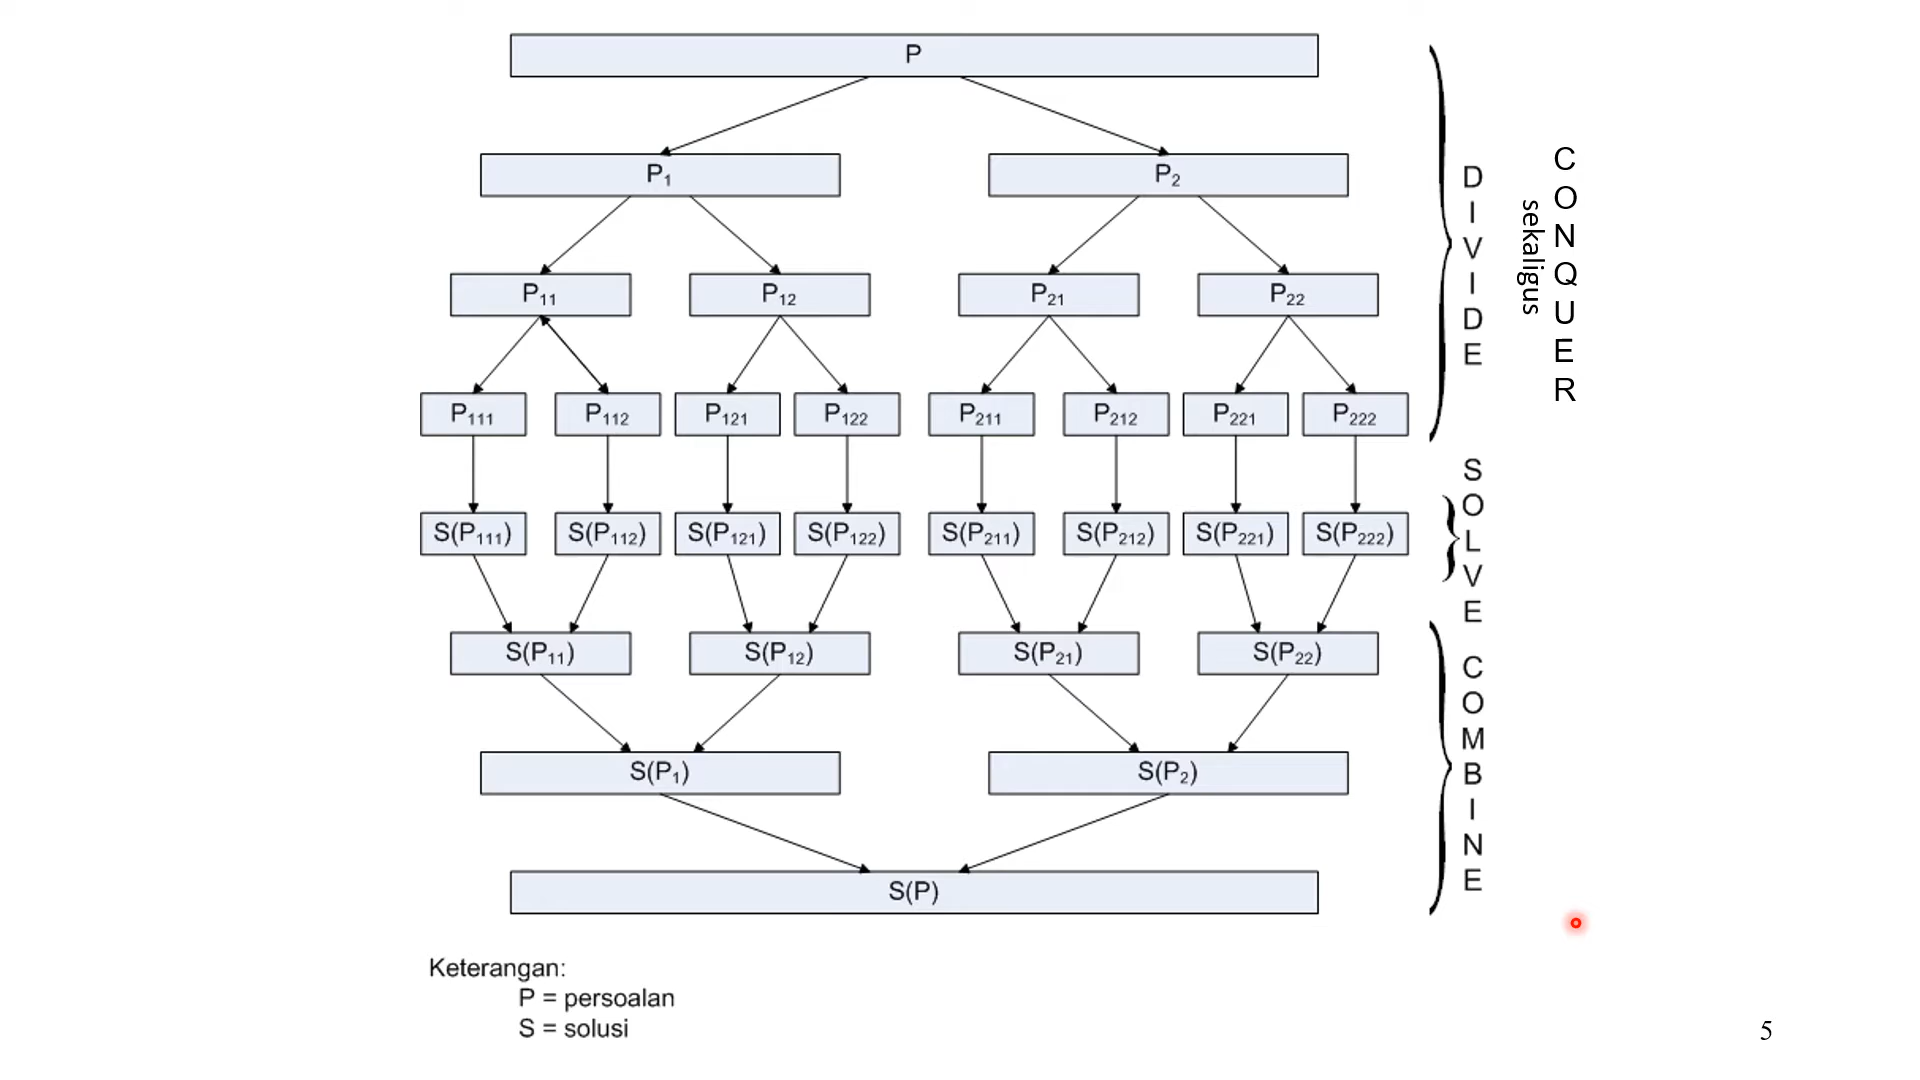 P
P₁ P₂
P₁₁ P₁₂ P₂₁ P₂₂
P₁₁₁ P₁₁₂ P₁₂₁ P₁₂₂ P₂₁₁ P₂₁₂ P₂₂₁ P₂₂₂
S(P₁₁₁) S(P₁₁₂) S(P₁₂₁) S(P₁₂₂) S(P₂₁₁) S(P₂₁₂) S(P₂₂₁) S(P₂₂₂)
S(P₁₁) S(P₁₂) S(P₂₁) S(P₂₂)
S(P₁) S(P₂)
S(P)
DIVIDE
sekaligus
CONQUER
SOLVE
COMBINE
Keterangan:
P = persoalan
S = solusi
5